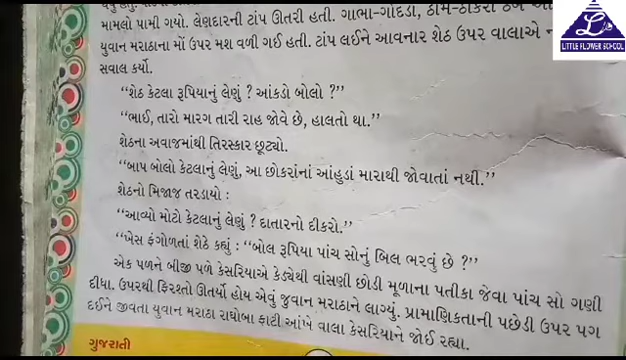 મામલો પામી ગયો. લેણદારની ટાંપ ઊતરી હતી. ગાભા-ગોદડાં, ઠામ-ઠીકરાં
યુવાન મરાઠાના મોં ઉપર મશ વળી ગઈ હતી. ટાંપ લઈને આવનાર શેઠ ઉપર વાલાએ
સવાલ કર્યો.
“શેઠ કેટલા રૂપિયાનું લેણું ? આંકડો બોલો ?”
“ભાઈ, તારો મારગ તારી રાહ જોવે છે, હાલતો થા.”
શેઠના અવાજમાંથી તિરસ્કાર છૂટ્યો.
“બાપ બોલો કેટલાનું લેણું, આ છોકરાંનાં આંહુડાં મારાથી જોવાતાં નથી.”
શેઠનો મિજાજ તરડાયો :
“આવ્યો મોટો કેટલાનું લેણું ? દાતારનો દીકરો.”
“ખેસ ફંગોળતાં શેઠે કહ્યું : “બોલ રૂપિયા પાંચ સોનું બિલ ભરવું છે ?”
એક પળને બીજી પળે કેસરિયાએ કેડ્યેથી વાંસણી છોડી મૂળાના પતીકા જેવા પાંચ સો ગણી
દીધા. ઉપરથી ફિરશ્તો ઊતર્યો હોય એવું જુવાન મરાઠાને લાગ્યું. પ્રામાણિકતાની પછેડી ઉપર પગ
દઈને જીવતા યુવાન મરાઠા રાઘોબા ફાટી આંખે વાલા કેસરિયાને જોઈ રહ્યા.
ગુજરાતી
LITTLE FLOWER SCHOOL